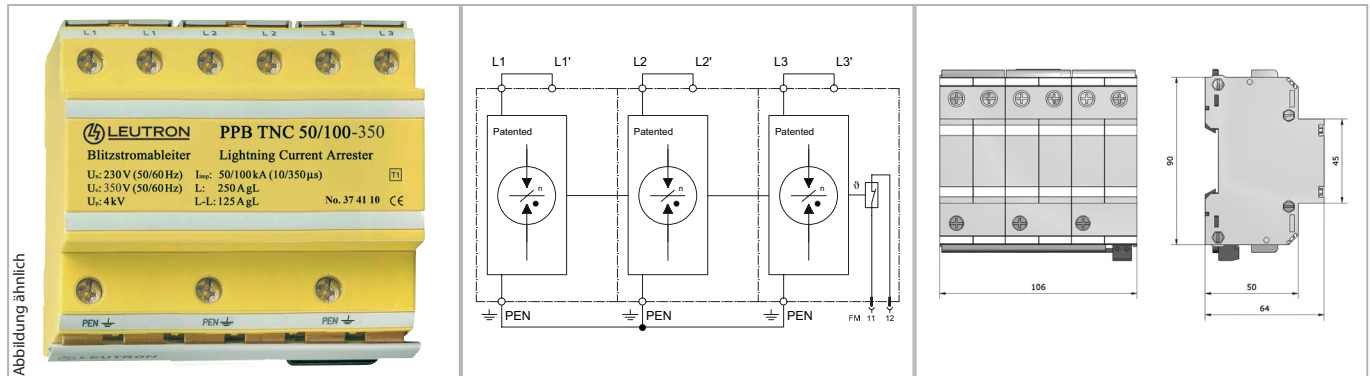 L1 L1 L2 L2 L3 L3
LEUTRON PPB TNC 50/100-350
Blitzstromableiter Lightning Current Arrester
Uₙ: 230 V (50/60 Hz) Iimp: 50/100 kA (10/350 µs) T1
U꜀: 350 V (50/60 Hz) L: 250 A gL
Uₚ: 4 kV L-L: 125 A gL No. 37 41 10 CE
PEN PEN PEN
LEUTRON
Abbildung ähnlich
L1 L1' L2 L2' L3 L3'
Patented Patented Patented
n n n ϑ
PEN PEN PEN FM 11 12
90
45
106
50
64